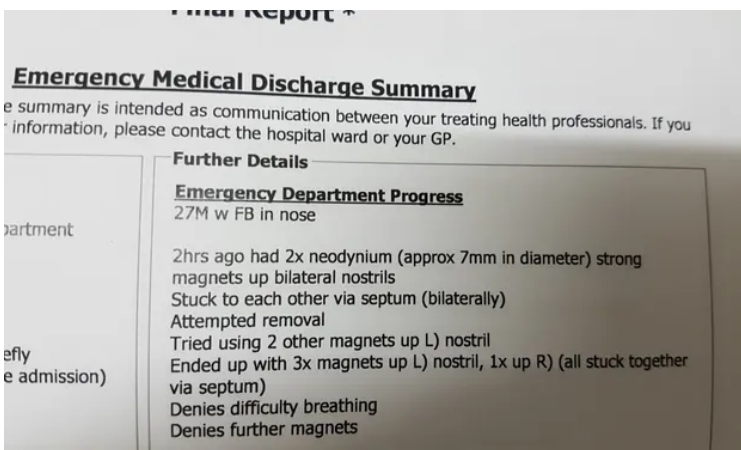 Final Report *
Emergency Medical Discharge Summary
e summary is intended as communication between your treating health professionals. If you
information, please contact the hospital ward or your GP.
Further Details
Emergency Department Progress
27M w FB in nose
partment
2hrs ago had 2x neodynium (approx 7mm in diameter) strong
magnets up bilateral nostrils
Stuck to each other via septum (bilaterally)
Attempted removal
Tried using 2 other magnets up L) nostril
efly
Ended up with 3x magnets up L) nostril, 1x up R) (all stuck together
e admission)
via septum)
Denies difficulty breathing
Denies further magnets